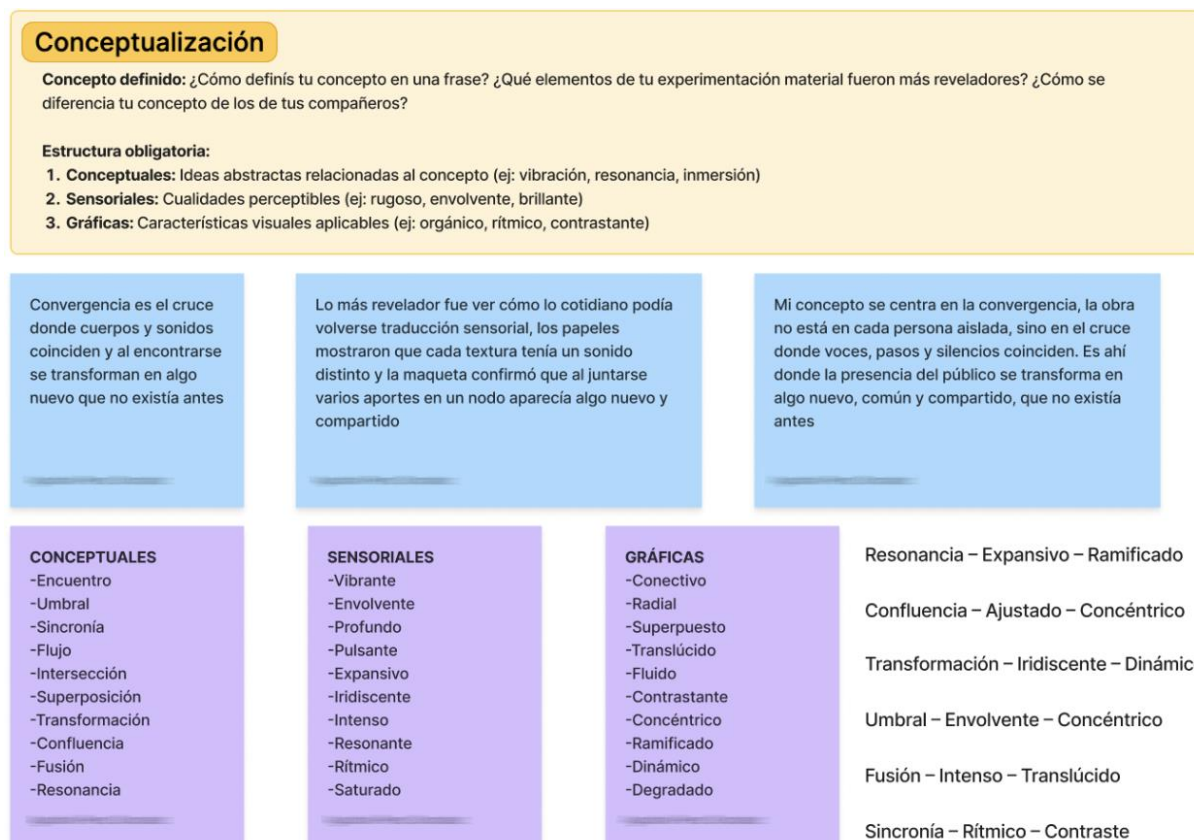 Conceptualización
Concepto definido: ¿Cómo definís tu concepto en una frase? ¿Qué elementos de tu experimentación material fueron más reveladores? ¿Cómo se
diferencia tu concepto de los de tus compañeros?
Estructura obligatoria:
1. Conceptuales: Ideas abstractas relacionadas al concepto (ej: vibración, resonancia, inmersión)
2. Sensoriales: Cualidades perceptibles (ej: rugoso, envolvente, brillante)
3. Gráficas: Características visuales aplicables (ej: orgánico, rítmico, contrastante)
Convergencia es el cruce
donde cuerpos y sonidos
coinciden y al encontrarse
se transforman en algo
nuevo que no existía antes
Lo más revelador fue ver cómo lo cotidiano podía
volverse traducción sensorial, los papeles
mostraron que cada textura tenía un sonido
distinto y la maqueta confirmó que al juntarse
varios aportes en un nodo aparecía algo nuevo y
compartido
Mi concepto se centra en la convergencia, la obra
no está en cada persona aislada, sino en el cruce
donde voces, pasos y silencios coinciden. Es ahí
donde la presencia del público se transforma en
algo nuevo, común y compartido, que no existía
antes
CONCEPTUALES
-Encuentro
-Umbral
-Sincronía
-Flujo
-Intersección
-Superposición
-Transformación
-Confluencia
-Fusión
-Resonancia
SENSORIALES
-Vibrante
-Envolvente
-Profundo
-Pulsante
-Expansivo
-Iridiscente
-Intenso
-Resonante
-Rítmico
-Saturado
GRÁFICAS
-Conectivo
-Radial
-Superpuesto
-Translúcido
-Fluido
-Contrastante
-Concéntrico
-Ramificado
-Dinámico
-Degradado
Resonancia – Expansivo – Ramificado
Confluencia – Ajustado – Concéntrico
Transformación – Iridiscente – Dinámic
Umbral – Envolvente – Concéntrico
Fusión – Intenso – Translúcido
Sincronía – Rítmico – Contraste